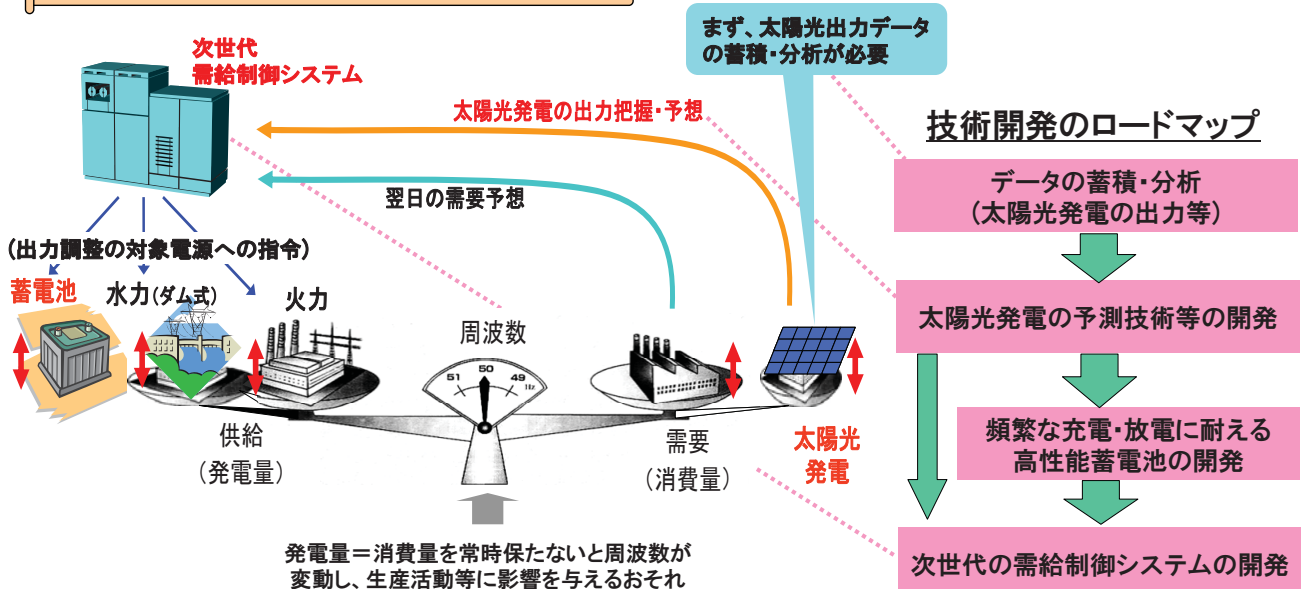 次世代
需給制御システム
まず、太陽光出力データ
の蓄積・分析が必要
太陽光発電の出力把握・予想
翌日の需要予想
(出力調整の対象電源への指令)
蓄電池
水力(ダム式)
火力
周波数
51 50 49
Hz
供給
(発電量)
需要
(消費量)
太陽光
発電
発電量＝消費量を常時保たないと周波数が
変動し、生産活動等に影響を与えるおそれ
技術開発のロードマップ
データの蓄積・分析
(太陽光発電の出力等)
太陽光発電の予測技術等の開発
頻繁な充電・放電に耐える
高性能蓄電池の開発
次世代の需給制御システムの開発